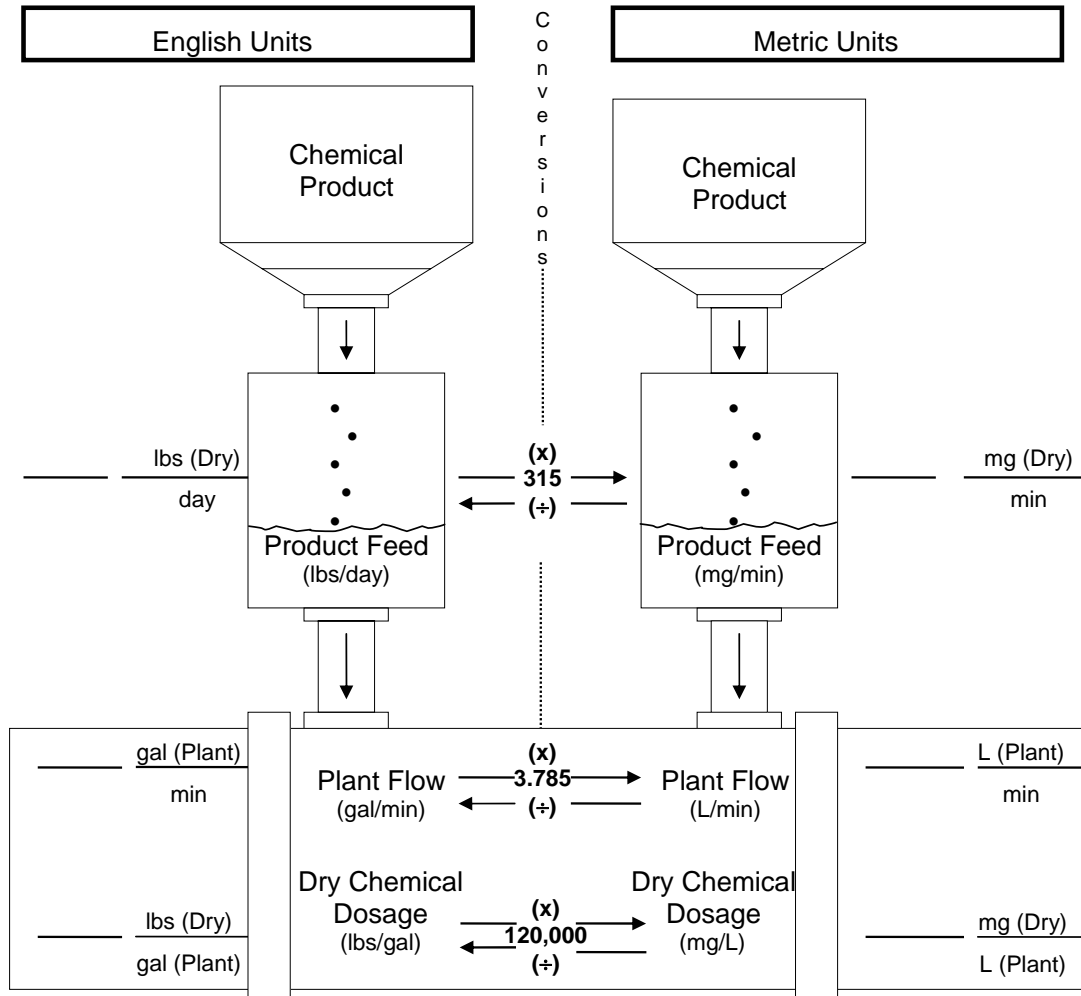 English Units
Conversions
Metric Units
Chemical
Product
Chemical
Product
lbs (Dry)
day
(x)
315
(÷)
mg (Dry)
min
Product Feed
(lbs/day)
Product Feed
(mg/min)
gal (Plant)
min
Plant Flow
(gal/min)
(x)
3.785
(÷)
Plant Flow
(L/min)
L (Plant)
min
lbs (Dry)
gal (Plant)
Dry Chemical
Dosage
(lbs/gal)
(x)
120,000
(÷)
Dry Chemical
Dosage
(mg/L)
mg (Dry)
L (Plant)